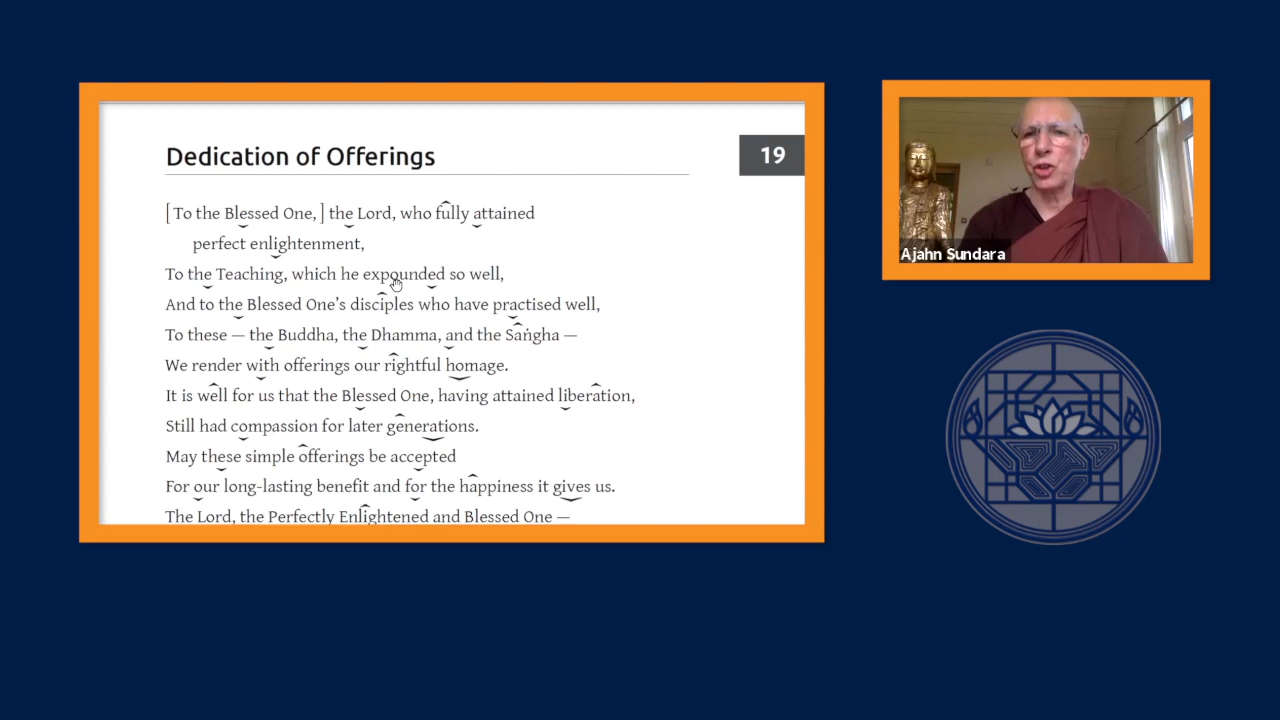 Dedication of Offerings
19
[ To the Blessed One, ] the Lord, who fully attained
perfect enlightenment,
To the Teaching, which he expounded so well,
And to the Blessed One’s disciples who have practised well,
To these — the Buddha, the Dhamma, and the Saṅgha —
We render with offerings our rightful homage.
It is well for us that the Blessed One, having attained liberation,
Still had compassion for later generations.
May these simple offerings be accepted
For our long-lasting benefit and for the happiness it gives us.
The Lord, the Perfectly Enlightened and Blessed One —
Ajahn Sundara